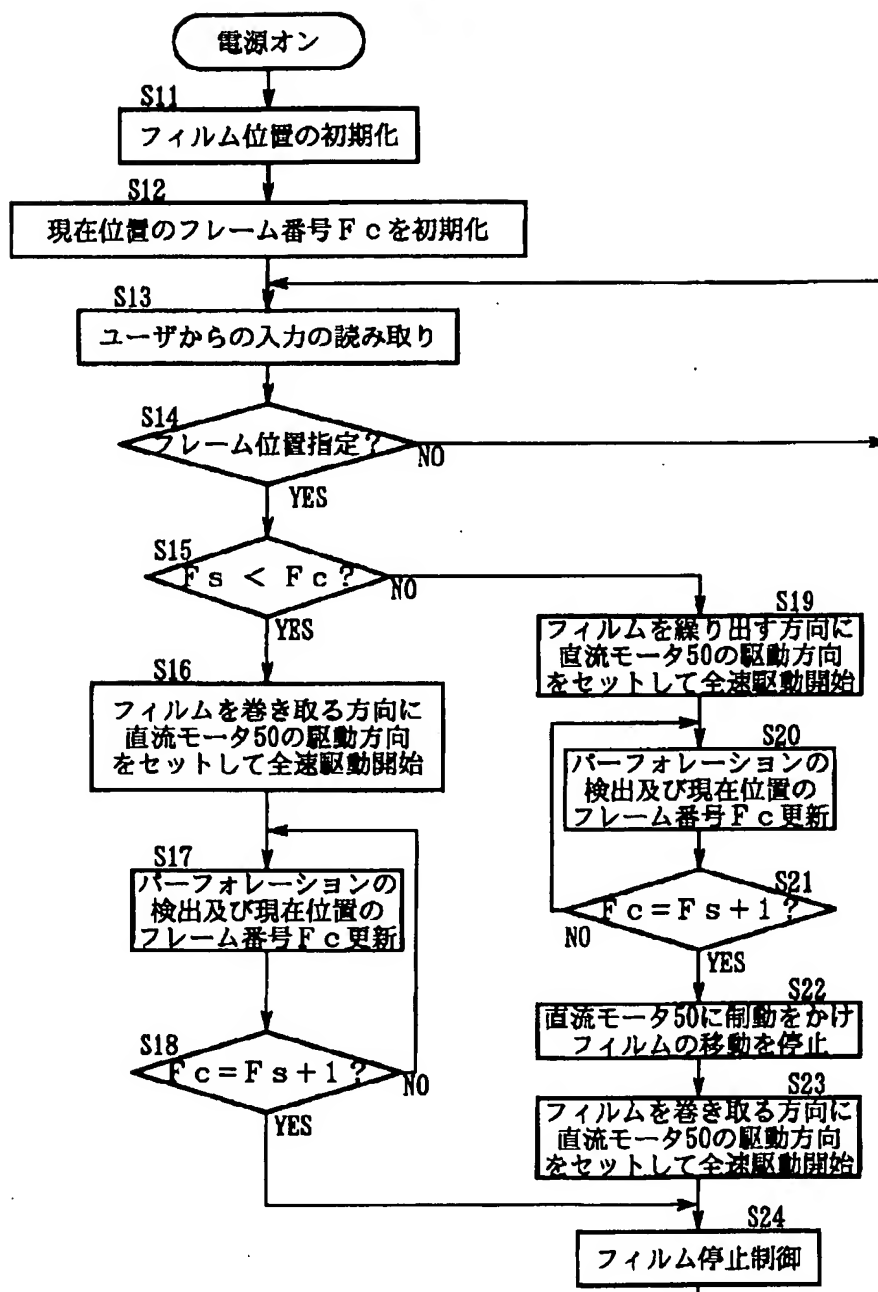 電源オン
S11
フィルム位置の初期化
S12
現在位置のフレーム番号Fcを初期化
S13
ユーザからの入力の読み取り
S14
フレーム位置指定?
NO
YES
S15
Fs < Fc?
NO
YES
S16
フィルムを巻き取る方向に
直流モータ50の駆動方向
をセットして全速駆動開始
S17
パーフォレーションの
検出及び現在位置の
フレーム番号Fc更新
S18
Fc=Fs+1?
NO
YES
S19
フィルムを繰り出す方向に
直流モータ50の駆動方向
をセットして全速駆動開始
S20
パーフォレーションの
検出及び現在位置の
フレーム番号Fc更新
S21
Fc=Fs+1?
NO
YES
S22
直流モータ50に制動をかけ
フィルムの移動を停止
S23
フィルムを巻き取る方向に
直流モータ50の駆動方向
をセットして全速駆動開始
S24
フィルム停止制御